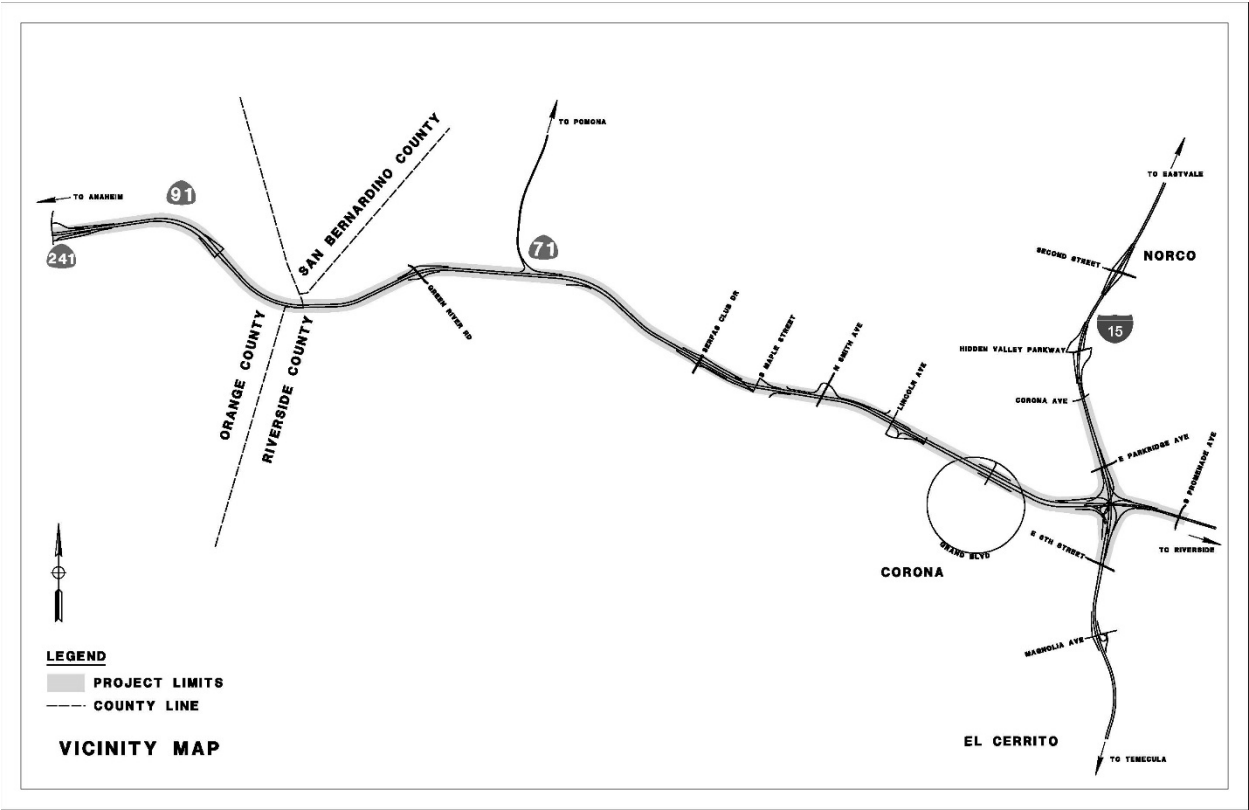 TO POMONA
SAN BERNARDINO COUNTY
TO EASTVALE
TO ANAHEIM
91
241
71
SECOND STREET
NORCO
GREEN RIVER RD
15
ORANGE COUNTY
RIVERSIDE COUNTY
SERFAS CLUB DR
S MAPLE STREET
N SMITH AVE
HIDDEN VALLEY PARKWAY
LINCOLN AVE
CORONA AVE
E PARKRIDGE AVE
S PROMENADE AVE
GRAND BLVD
E 6TH STREET
TO RIVERSIDE
CORONA
MAGNOLIA AVE
EL CERRITO
TO TEMECULA
LEGEND
PROJECT LIMITS
COUNTY LINE
VICINITY MAP